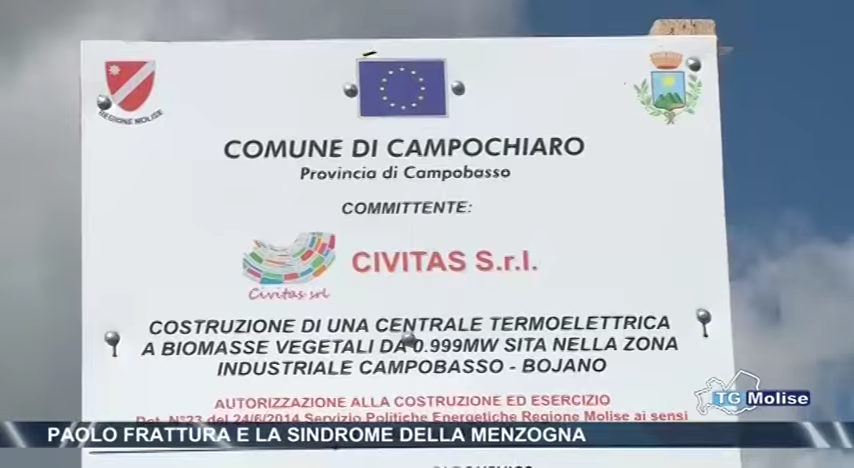 REGIONE MOLISE
COMUNE DI CAMPOCHIARO
Provincia di Campobasso
COMMITTENTE:
Civitas srl
CIVITAS S.r.l.
COSTRUZIONE DI UNA CENTRALE TERMOELETTRICA
A BIOMASSE VEGETALI DA 0.999MW SITA NELLA ZONA
INDUSTRIALE CAMPOBASSO - BOJANO
AUTORIZZAZIONE ALLA COSTRUZIONE ED ESERCIZIO
Det. N°23 del 24/6/2014 Servizio Politiche Energetiche Regione Molise ai sensi
TG Molise
PAOLO FRATTURA E LA SINDROME DELLA MENZOGNA